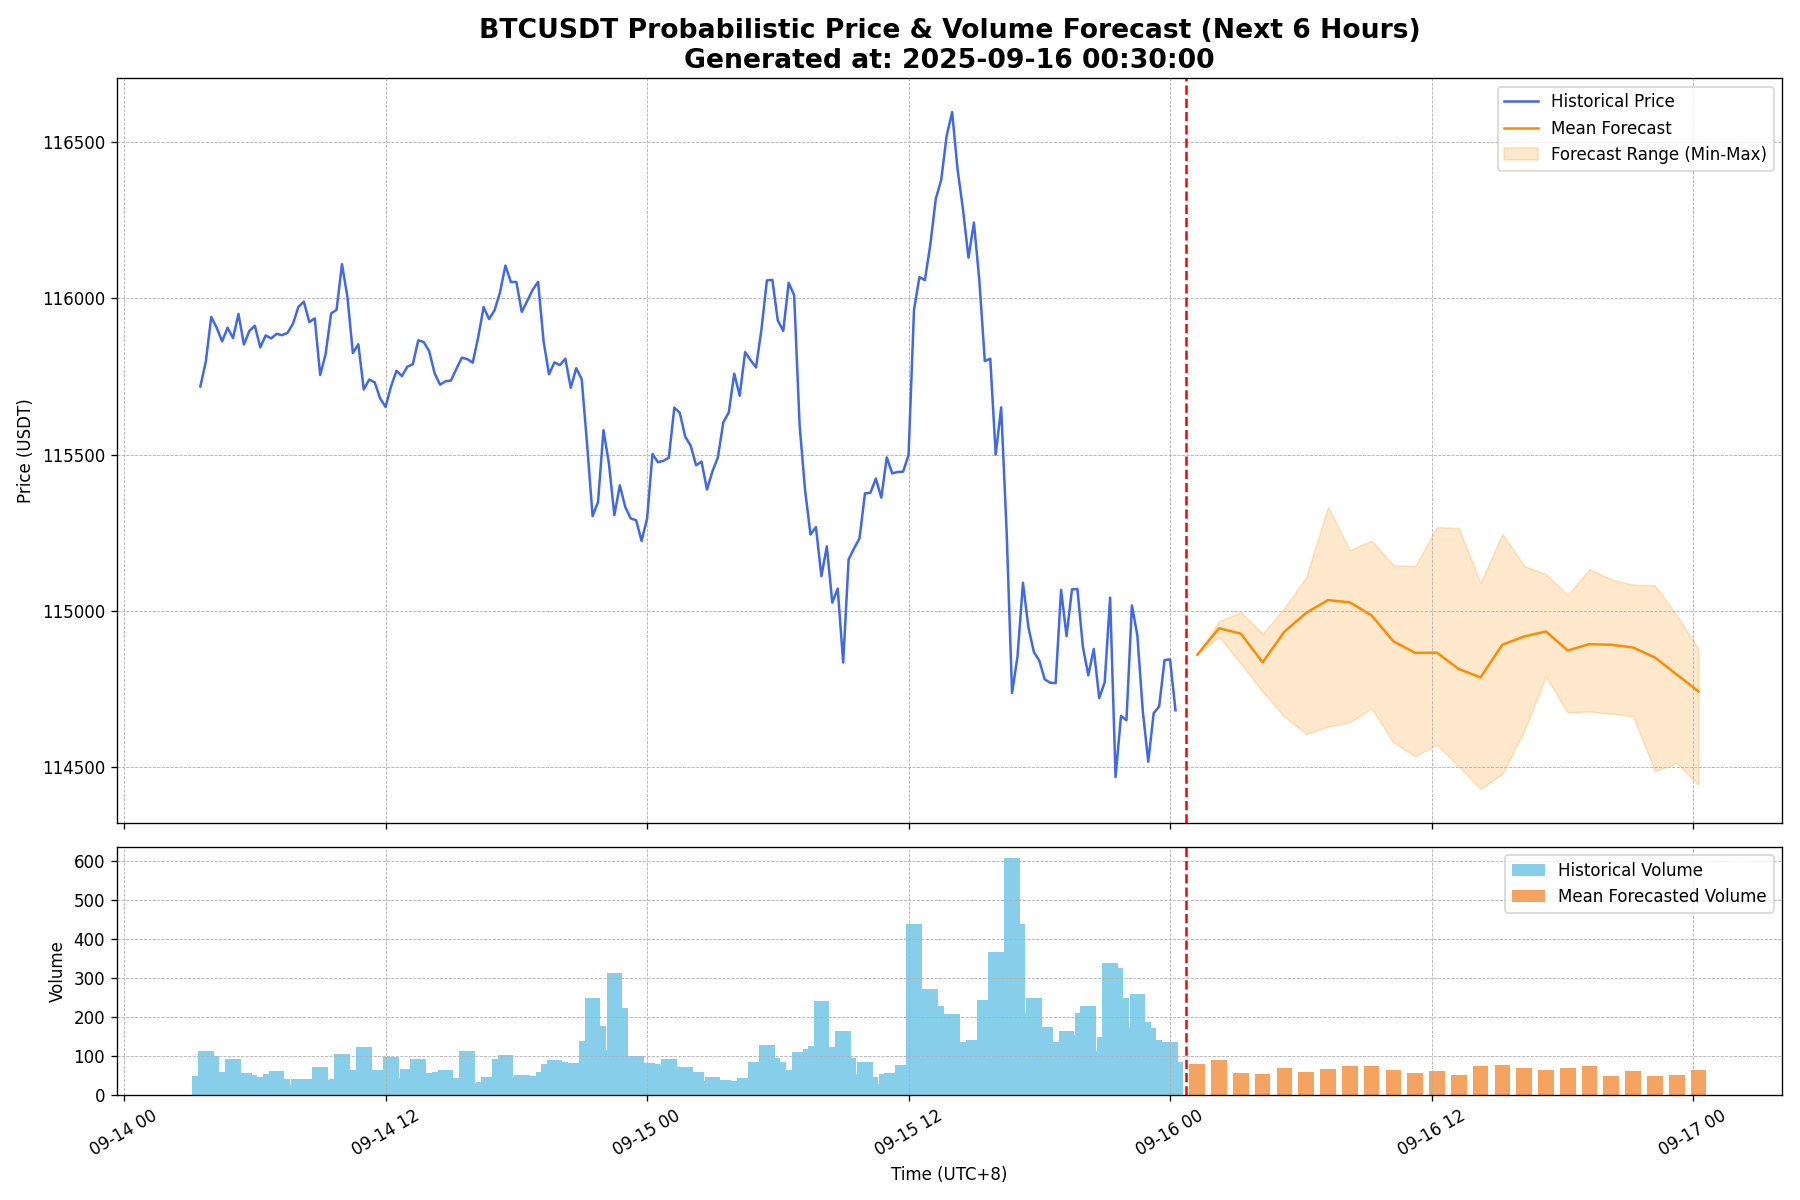 BTCUSDT Probabilistic Price & Volume Forecast (Next 6 Hours)
Generated at: 2025-09-16 00:30:00
Historical Price
Mean Forecast
Forecast Range (Min-Max)
116500
116000
115500
115000
114500
Price (USDT)
Historical Volume
Mean Forecasted Volume
600
500
400
300
200
100
0
Volume
09-14 00
09-14 12
09-15 00
09-15 12
09-16 00
09-16 12
09-17 00
Time (UTC+8)